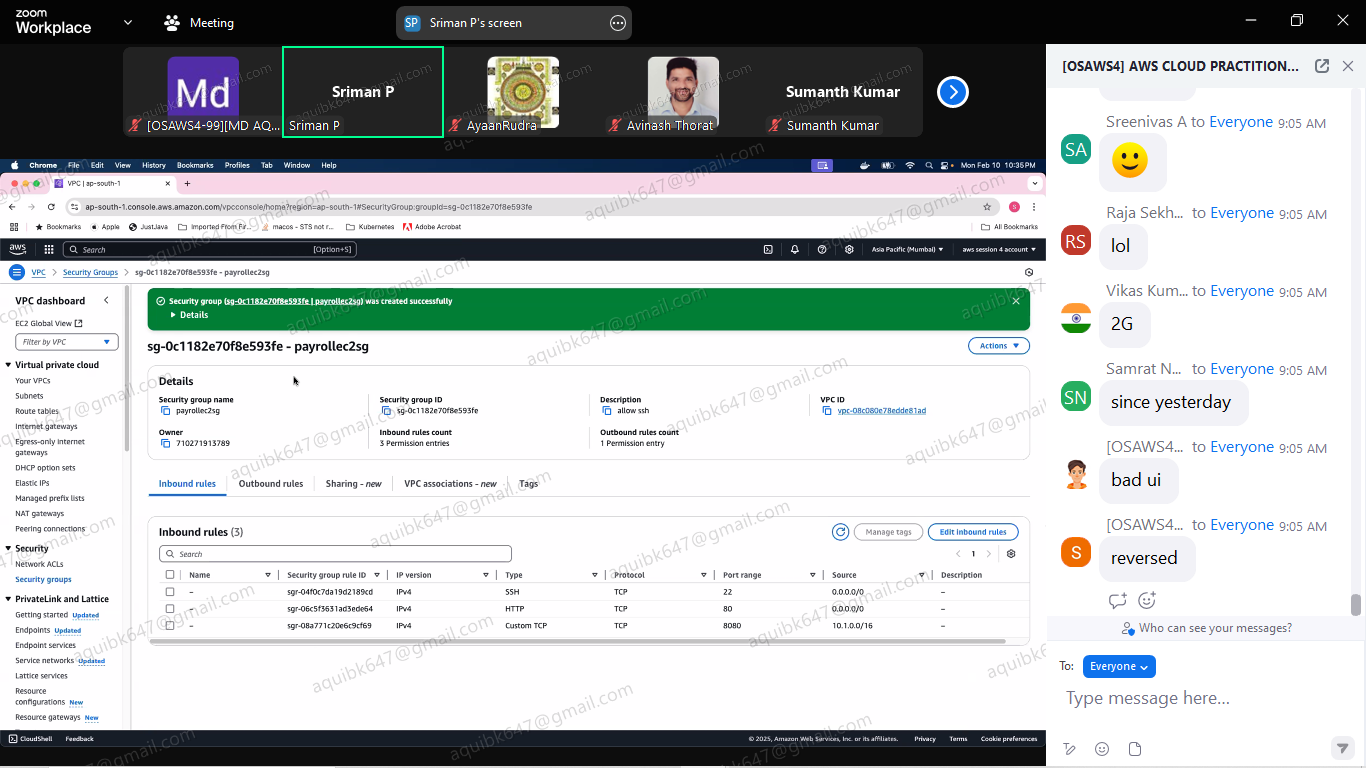 zoom
Workplace
Meeting
SP Sriman P's screen
Md
[OSAWS4-99][MD AQ...
Sriman P
Sriman P
AyaanRudra
Avinash Thorat
Sumanth Kumar
Sumanth Kumar
Chrome File Edit View History Bookmarks Profiles Tab Window Help
Mon Feb 10 10:35PM
VPC | ap-south-1
ap-south-1.console.aws.amazon.com/vpcconsole/home?region=ap-south-1#SecurityGroup:groupId=sg-0c1182e70f8e593fe
Bookmarks Apple JustJava Imported From Fir... macos - STS not r... Kubernetes Adobe Acrobat All Bookmarks
aws Search [Option+S] Asia Pacific (Mumbai) aws session 4 account
VPC > Security Groups > sg-0c1182e70f8e593fe - payrollec2sg
VPC dashboard
EC2 Global View
Filter by VPC
Virtual private cloud
Your VPCs
Subnets
Route tables
Internet gateways
Egress-only internet
gateways
DHCP option sets
Elastic IPs
Managed prefix lists
NAT gateways
Peering connections
Security
Network ACLs
Security groups
PrivateLink and Lattice
Getting started Updated
Endpoints Updated
Endpoint services
Service networks Updated
Lattice services
Resource
configurations New
Resource gateways New
Security group (sg-0c1182e70f8e593fe | payrollec2sg) was created successfully
Details
sg-0c1182e70f8e593fe - payrollec2sg
Actions
Details
Security group name
payrollec2sg
Security group ID
sg-0c1182e70f8e593fe
Description
allow ssh
VPC ID
vpc-08c080e78edde81ad
Owner
710271913789
Inbound rules count
3 Permission entries
Outbound rules count
1 Permission entry
Inbound rules Outbound rules Sharing - new VPC associations - new Tags
Inbound rules (3)
Manage tags Edit inbound rules
Search
1
Name Security group rule ID IP version Type Protocol Port range Source Description
– sgr-04f0c7da19d2189cd IPv4 SSH TCP 22 0.0.0.0/0 –
– sgr-06c5f3631ad3ede64 IPv4 HTTP TCP 80 0.0.0.0/0 –
– sgr-08a771c20e6c9cf69 IPv4 Custom TCP TCP 8080 10.1.0.0/16 –
CloudShell Feedback
© 2025, Amazon Web Services, Inc. or its affiliates. Privacy Terms Cookie preferences
aquibk647@gmail.com
[OSAWS4] AWS CLOUD PRACTITION...
Sreenivas A to Everyone 9:05 AM
SA
Raja Sekh... to Everyone 9:05 AM
RS
lol
Vikas Kum... to Everyone 9:05 AM
2G
Samrat N... to Everyone 9:05 AM
SN
since yesterday
[OSAWS4... to Everyone 9:05 AM
bad ui
[OSAWS4... to Everyone 9:05 AM
S
reversed
Who can see your messages?
To: Everyone
Type message here...